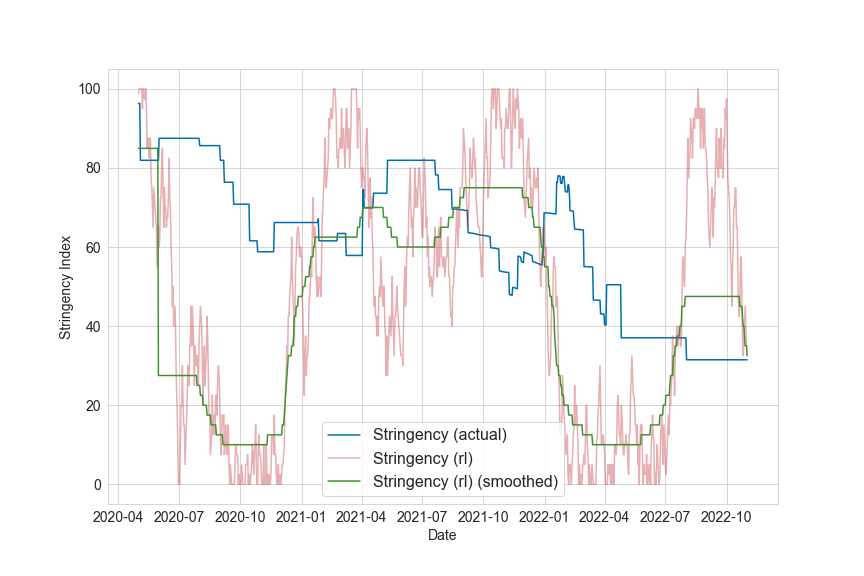 100
80
60
40
20
0
Stringency Index
Stringency (actual)
Stringency (rl)
Stringency (rl) (smoothed)
2020-04 2020-07 2020-10 2021-01 2021-04 2021-07 2021-10 2022-01 2022-04 2022-07 2022-10
Date